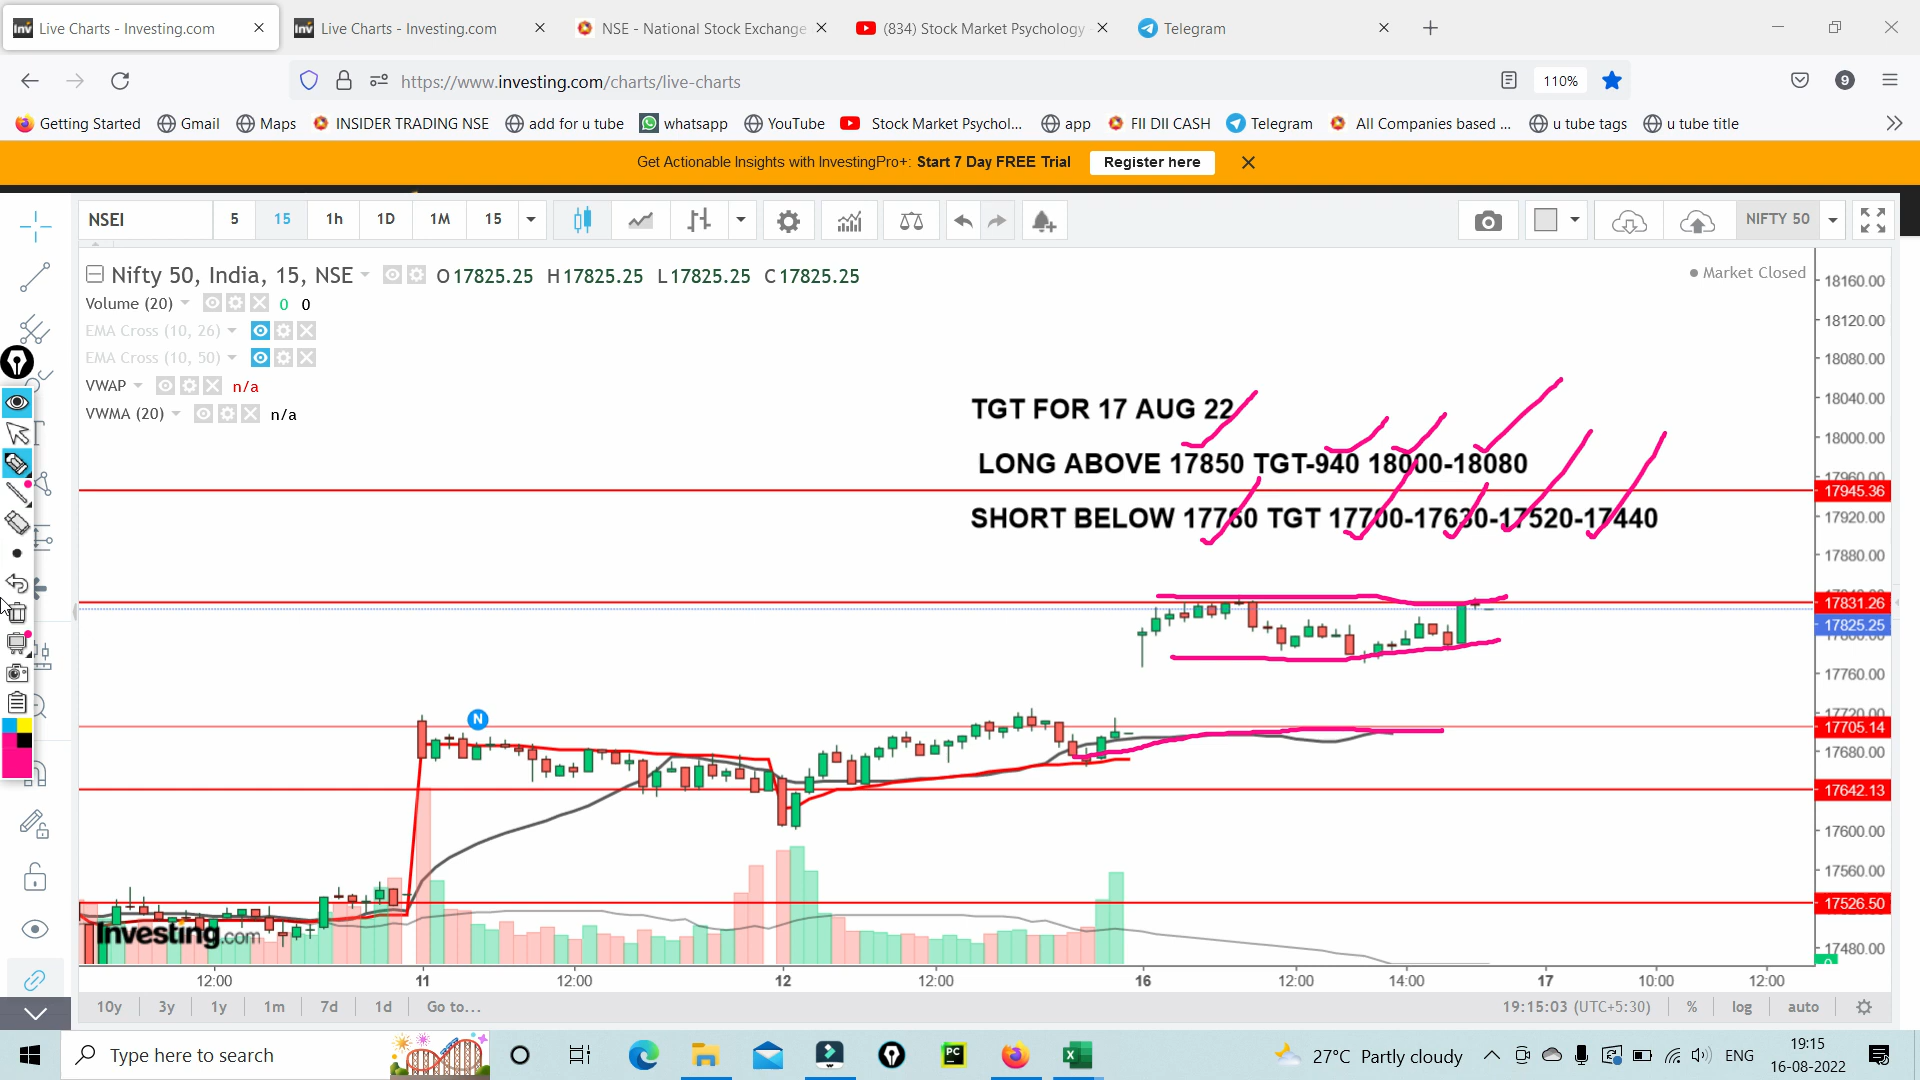 Live Charts - Investing.com
Live Charts - Investing.com
NSE - National Stock Exchange
(834) Stock Market Psychology
Telegram
https://www.investing.com/charts/live-charts
110%
9
Getting Started
Gmail
Maps
INSIDER TRADING NSE
add for u tube
whatsapp
YouTube
Stock Market Psychol...
app
FII DII CASH
Telegram
All Companies based ...
u tube tags
u tube title
Get Actionable Insights with InvestingPro+: Start 7 Day FREE Trial
Register here
NSEI
5
15
1h
1D
1M
15
NIFTY 50
Nifty 50, India, 15, NSE
O 17825.25 H 17825.25 L 17825.25 C 17825.25
Market Closed
Volume (20) 0 0
EMA Cross (10, 26)
EMA Cross (10, 50)
VWAP n/a
VWMA (20) n/a
TGT FOR 17 AUG 22
LONG ABOVE 17850 TGT-940 18000-18080
SHORT BELOW 17760 TGT 17700-17630-17520-17440
18160.00
18120.00
18080.00
18040.00
18000.00
17960.00
17945.36
17920.00
17880.00
17831.26
17825.25
17800.00
17760.00
17720.00
17705.14
17680.00
17642.13
17600.00
17560.00
17526.50
17480.00
0
N
Investing.com
12:00 11 12:00 12 12:00 16 12:00 14:00 17 10:00 12:00
10y 3y 1y 1m 7d 1d Go to...
19:15:03 (UTC+5:30) % log auto
Type here to search
PC
27°C Partly cloudy
ENG
19:15
16-08-2022